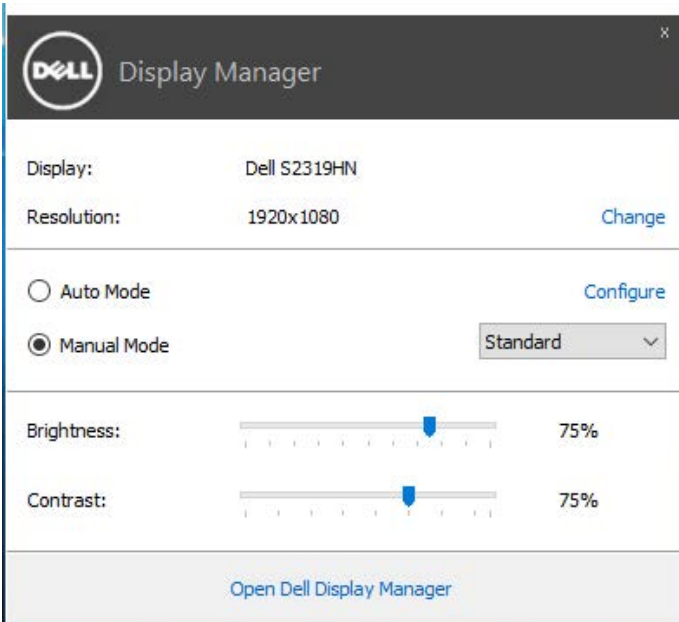 x
DELL Display Manager
Display: Dell S2319HN
Resolution: 1920x1080 Change
Auto Mode Configure
Manual Mode Standard
Brightness: 75%
Contrast: 75%
Open Dell Display Manager